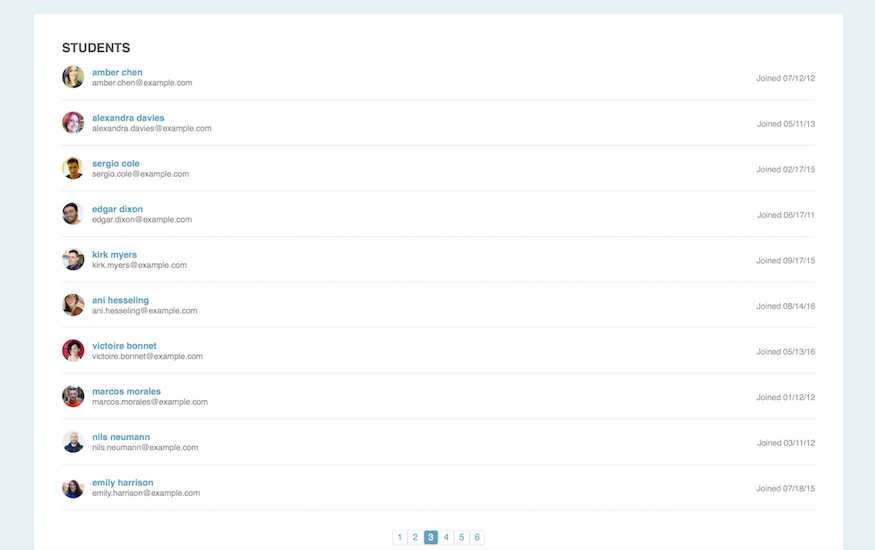 STUDENTS
amber chen
amber.chen@example.com
Joined 07/12/12
alexandra davies
alexandra.davies@example.com
Joined 05/11/13
sergio cole
sergio.cole@example.com
Joined 02/17/15
edgar dixon
edgar.dixon@example.com
Joined 06/17/11
kirk myers
kirk.myers@example.com
Joined 09/17/15
ani hesseling
ani.hesseling@example.com
Joined 08/14/16
victoire bonnet
victoire.bonnet@example.com
Joined 05/13/16
marcos morales
marcos.morales@example.com
Joined 01/12/12
nils neumann
nils.neumann@example.com
Joined 03/11/12
emily harrison
emily.harrison@example.com
Joined 07/18/15
1 2 3 4 5 6